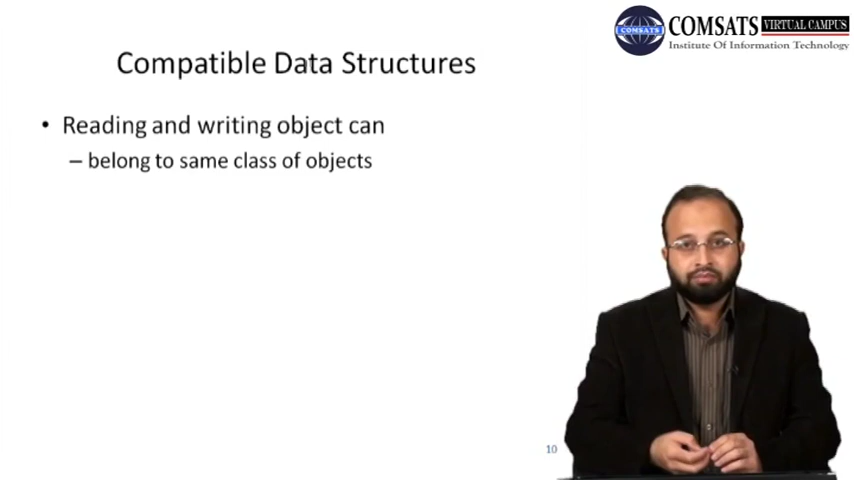 COMSATS
COMSATS VIRTUAL CAMPUS
Institute Of Information Technology
Compatible Data Structures
• Reading and writing object can
– belong to same class of objects
10